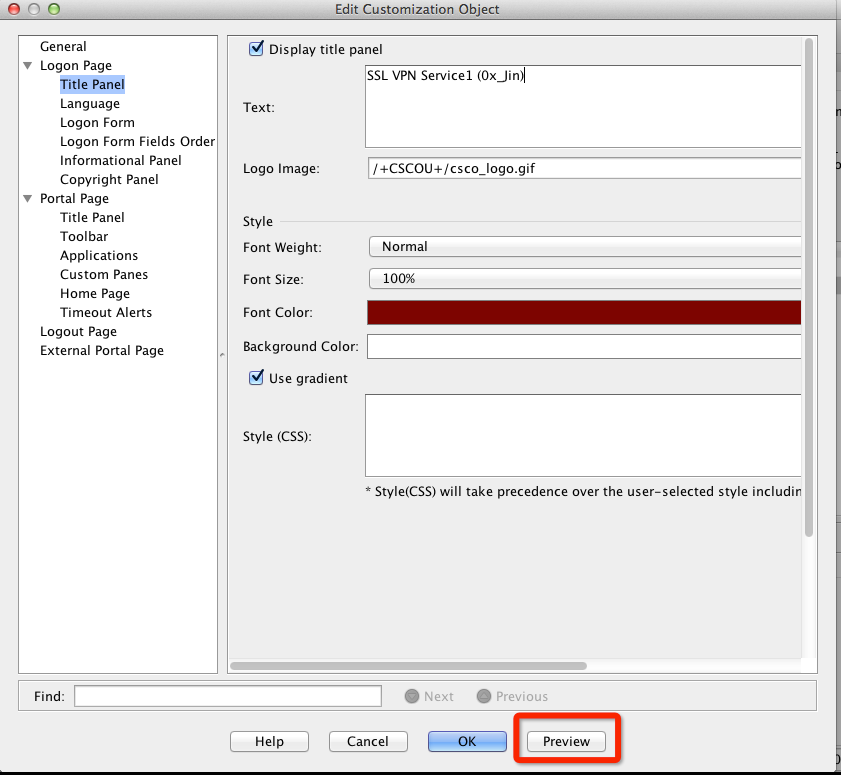 Edit Customization Object
General
Logon Page
Title Panel
Language
Logon Form
Logon Form Fields Order
Informational Panel
Copyright Panel
Portal Page
Title Panel
Toolbar
Applications
Custom Panes
Home Page
Timeout Alerts
Logout Page
External Portal Page
Display title panel
Text:
SSL VPN Service1 (0x_Jin)
Logo Image:
/+CSCOU+/csco_logo.gif
Style
Font Weight:
Normal
Font Size:
100%
Font Color:
Background Color:
Use gradient
Style (CSS):
* Style(CSS) will take precedence over the user-selected style includin
Find:
Next
Previous
Help
Cancel
OK
Preview